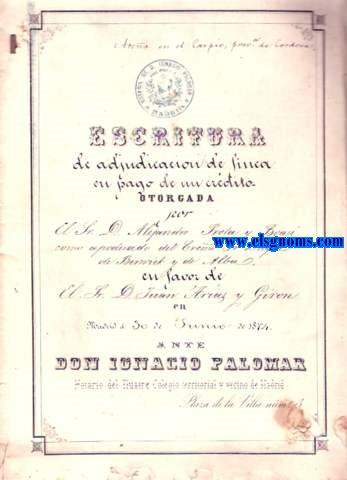 Arenà en el Carpio, prov.ª de Cordova
MADRID
ESCRITURA
de adjudicacion de finca
en pago de un crédito
OTORGADA
por
El Sr. D. Alejandro
como apoderado del
www.elsgnoms.com
de Berwick y de Alba.
en favor de
El Sr. D. Juan Arias y Giron
EN
Madrid á 30 de Junio de 1874.
ANTE
DON IGNACIO PALOMAR
Notario del Ilustre Colegio territorial y vecino de Madrid
Plaza de la Villa núm. 3